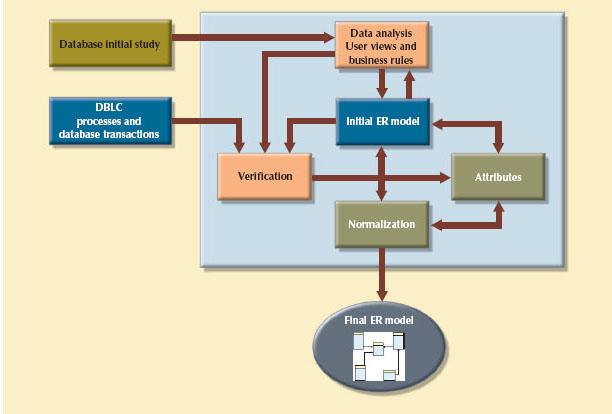 Database initial study
Data analysis
User views and
business rules
DBLC
processes and
database transactions
Initial ER model
Verification
Attributes
Normalization
Final ER model